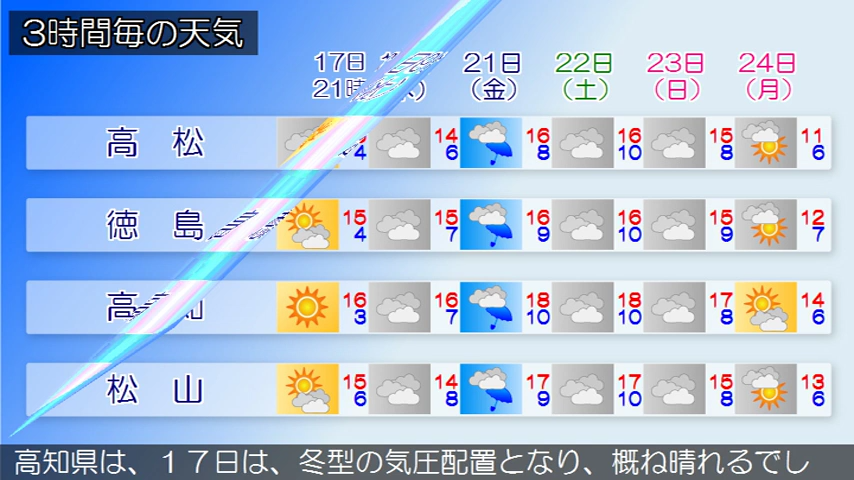 3時間毎の天気
17日 21日 22日 23日 24日
21時 （金） （土） （日） （月）
高 松 4 14 6 16 8 16 10 15 8 11 6
徳 島 15 4 15 7 16 9 16 10 15 9 12 7
高 知 16 3 16 7 18 10 18 10 17 8 14 6
松 山 15 6 14 8 17 9 17 10 15 8 13 6
高知県は、１７日は、冬型の気圧配置となり、概ね晴れるでし